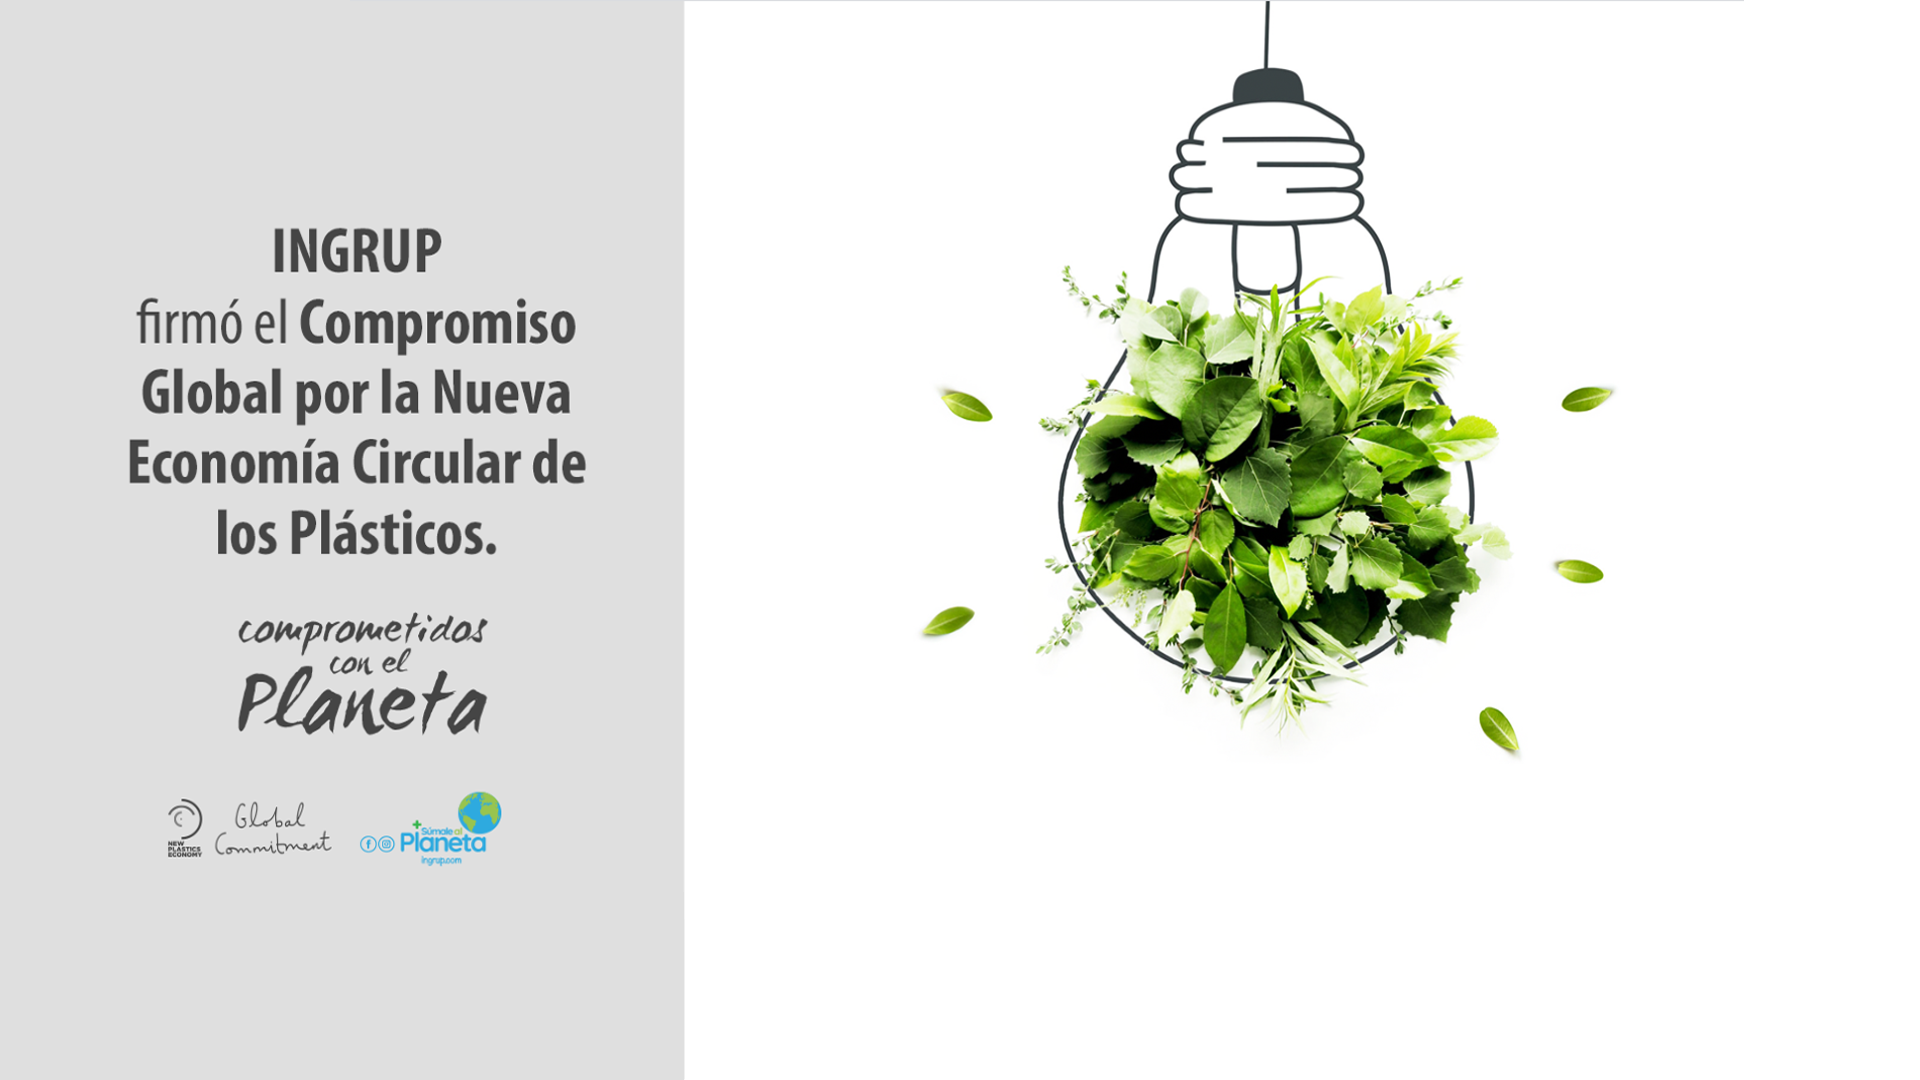 INGRUP
firmó el Compromiso
Global por la Nueva
Economía Circular de
los Plásticos.
comprometidos
con el
Planeta
NEW
PLASTICS
ECONOMY
Global
Commitment
+
Súmale al
Planeta
Ingrup.com